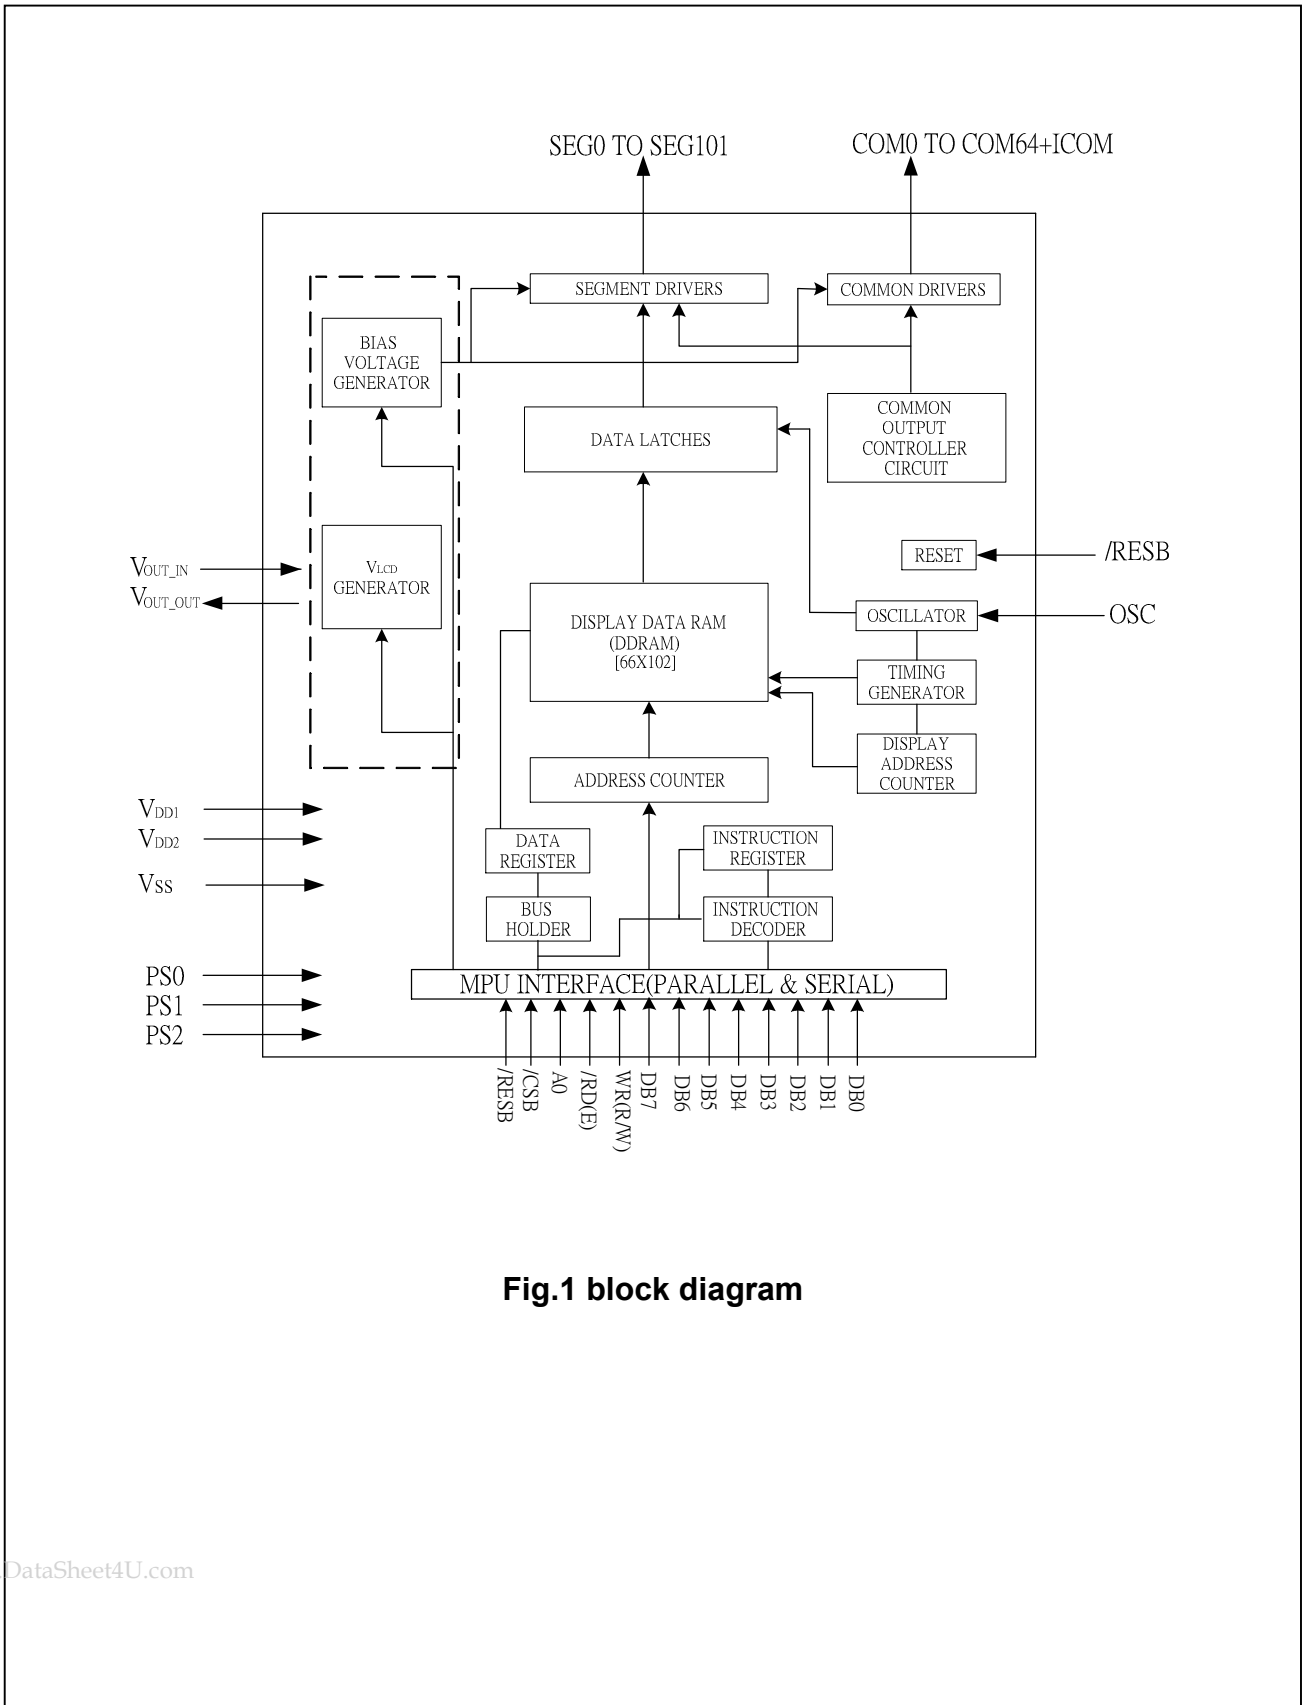 SEG0 TO SEG101
COM0 TO COM64+ICOM
SEGMENT DRIVERS
COMMON DRIVERS
BIAS
VOLTAGE
GENERATOR
COMMON
OUTPUT
CONTROLLER
CIRCUIT
DATA LATCHES
VLCD
GENERATOR
VOUT_IN
VOUT_OUT
RESET
/RESB
DISPLAY DATA RAM
(DDRAM)
[66X102]
OSCILLATOR
OSC
TIMING
GENERATOR
DISPLAY
ADDRESS
COUNTER
ADDRESS COUNTER
VDD1
VDD2
VSS
DATA
REGISTER
INSTRUCTION
REGISTER
BUS
HOLDER
INSTRUCTION
DECODER
PS0
PS1
PS2
MPU INTERFACE(PARALLEL & SERIAL)
/RESB
/CSB
A0
/RD(E)
WR(R/W)
DB7
DB6
DB5
DB4
DB3
DB2
DB1
DB0
Fig.1 block diagram
.DataSheet4U.com